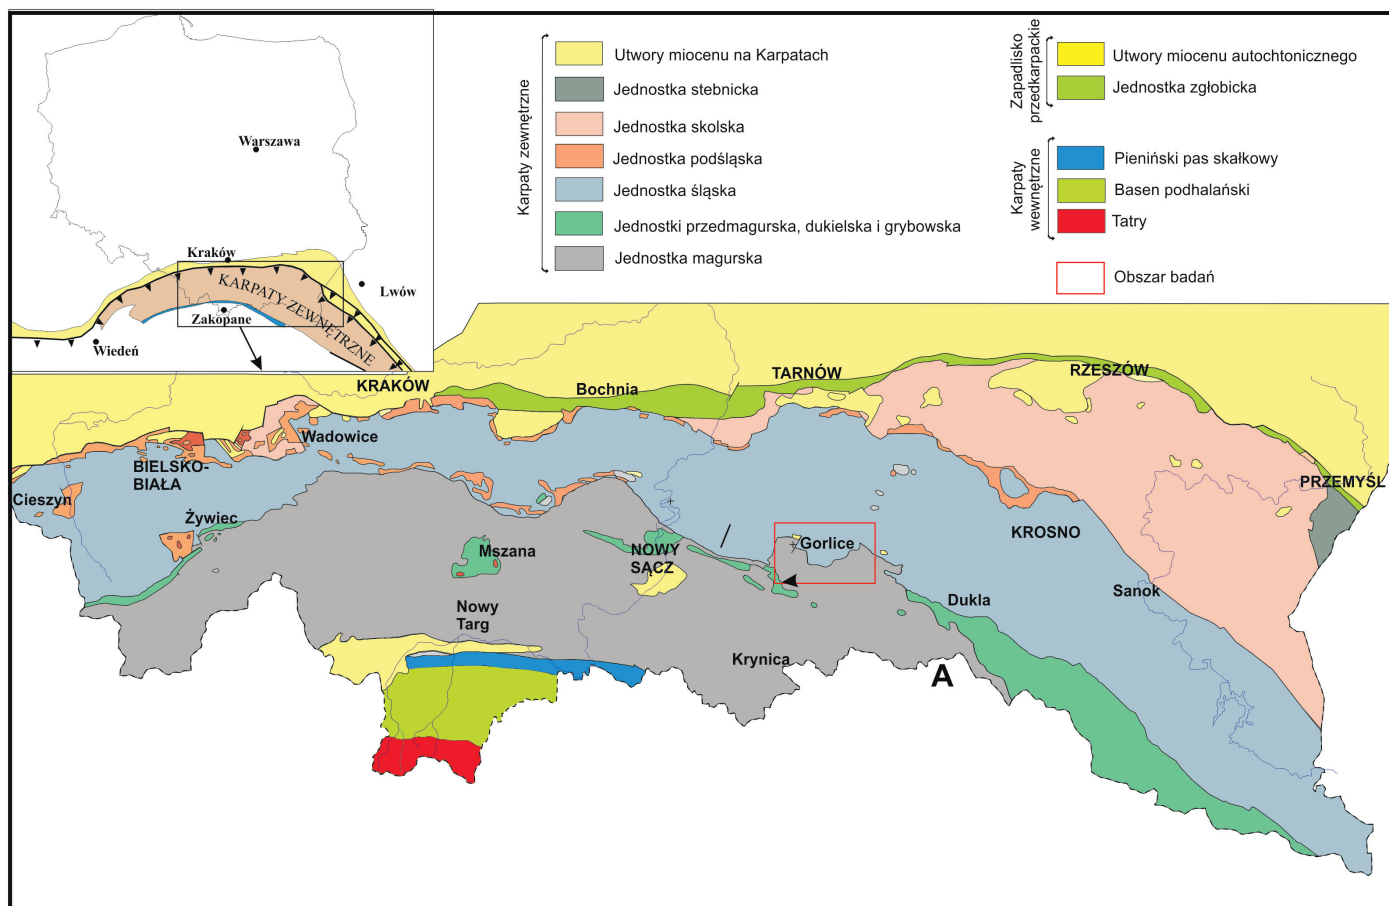 Warszawa
Kraków
Lwów
KARPATY ZEWNĘTRZNE
Zakopane
Wiedeń
Karpaty zewnętrzne
Utwory miocenu na Karpatach
Jednostka stebnicka
Jednostka skolska
Jednostka podśląska
Jednostka śląska
Jednostki przedmagurska, dukielska i grybowska
Jednostka magurska
Zapadlisko
przedkarpackie
Utwory miocenu autochtonicznego
Jednostka zgłobicka
Karpaty
wewnętrzne
Pieniński pas skałkowy
Basen podhalański
Tatry
Obszar badań
KRAKÓW
Bochnia
TARNÓW
RZESZÓW
Wadowice
BIELSKO-
BIAŁA
PRZEMYŚL
Cieszyn
Żywiec
KROSNO
Mszana
NOWY
SĄCZ
Gorlice
Sanok
Dukla
Nowy
Targ
Krynica
A